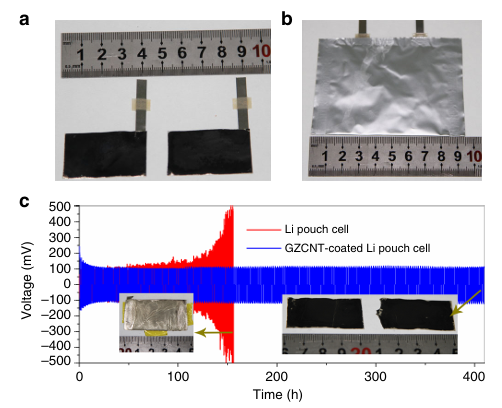 a
b
1 2 3 4 5 6 7 8 9 10
1 2 3 4 5 6 7 8 9 10
c
500
400
300
200
100
0
−100
−200
−300
−400
−500
Voltage (mV)
Li pouch cell
GZCNT-coated Li pouch cell
0 100 200 300 400
Time (h)